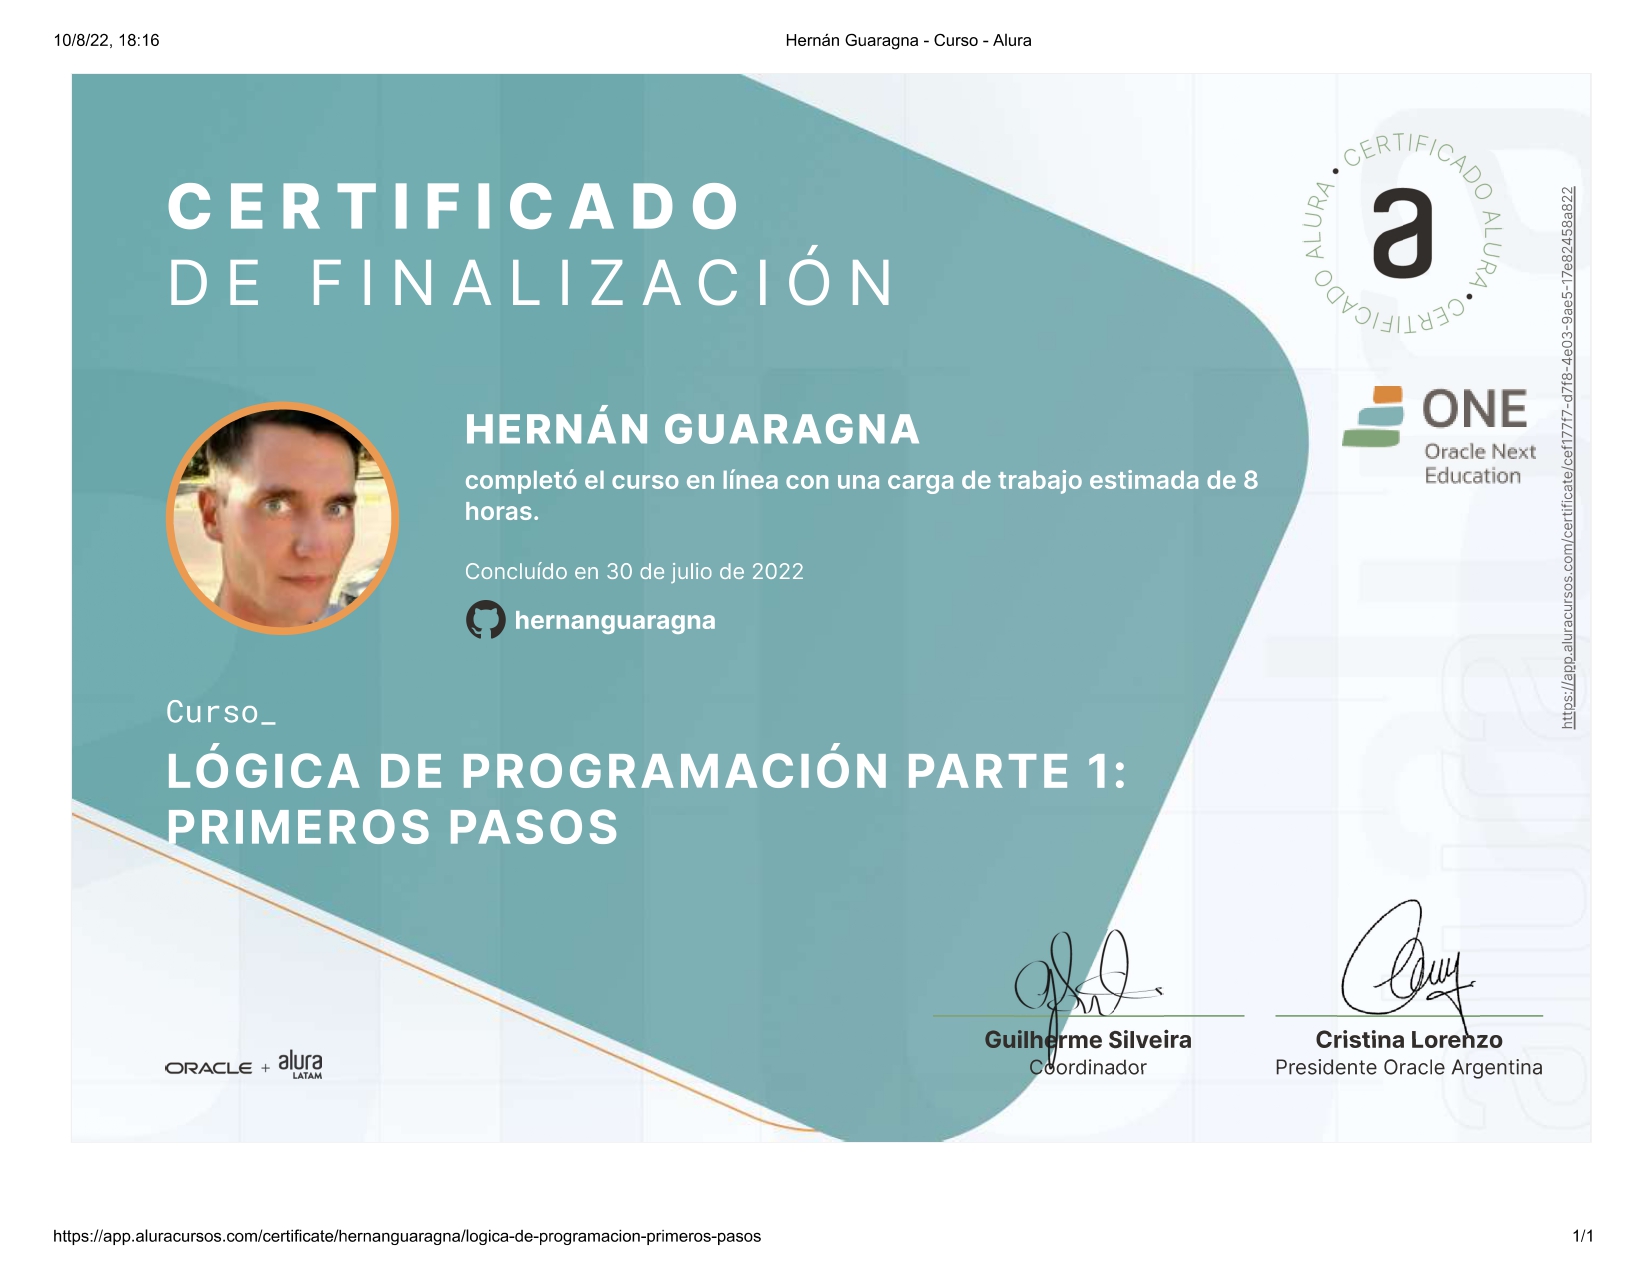 10/8/22, 18:16
Hernán Guaragna - Curso - Alura
CERTIFICADO
DE FINALIZACIÓN
• CERTIFICADO ALURA • CERTIFICADO ALURA
a
ONE
Oracle Next
Education
https://app.aluracursos.com/certificate/cef177f7-d7f8-4e03-9ae5-17e82458a822
HERNÁN GUARAGNA
completó el curso en línea con una carga de trabajo estimada de 8
horas.
Concluído en 30 de julio de 2022
hernanguaragna
Curso_
LÓGICA DE PROGRAMACIÓN PARTE 1:
PRIMEROS PASOS
Guilherme Silveira
Coordinador
Cristina Lorenzo
Presidente Oracle Argentina
ORACLE + alura
LATAM
https://app.aluracursos.com/certificate/hernanguaragna/logica-de-programacion-primeros-pasos
1/1